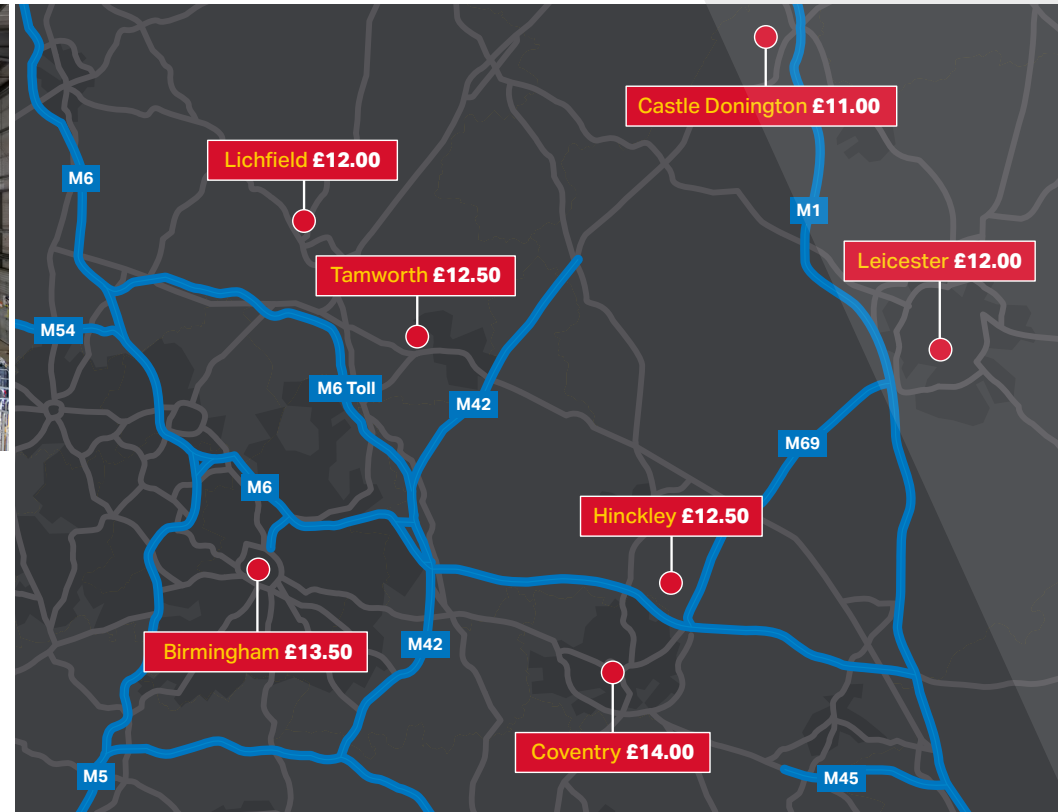 Castle Donington £11.00
Lichfield £12.00
M6
M1
Leicester £12.00
Tamworth £12.50
M54
M6 Toll
M42
M69
M6
Hinckley £12.50
Birmingham £13.50
M42
Coventry £14.00
M5
M45